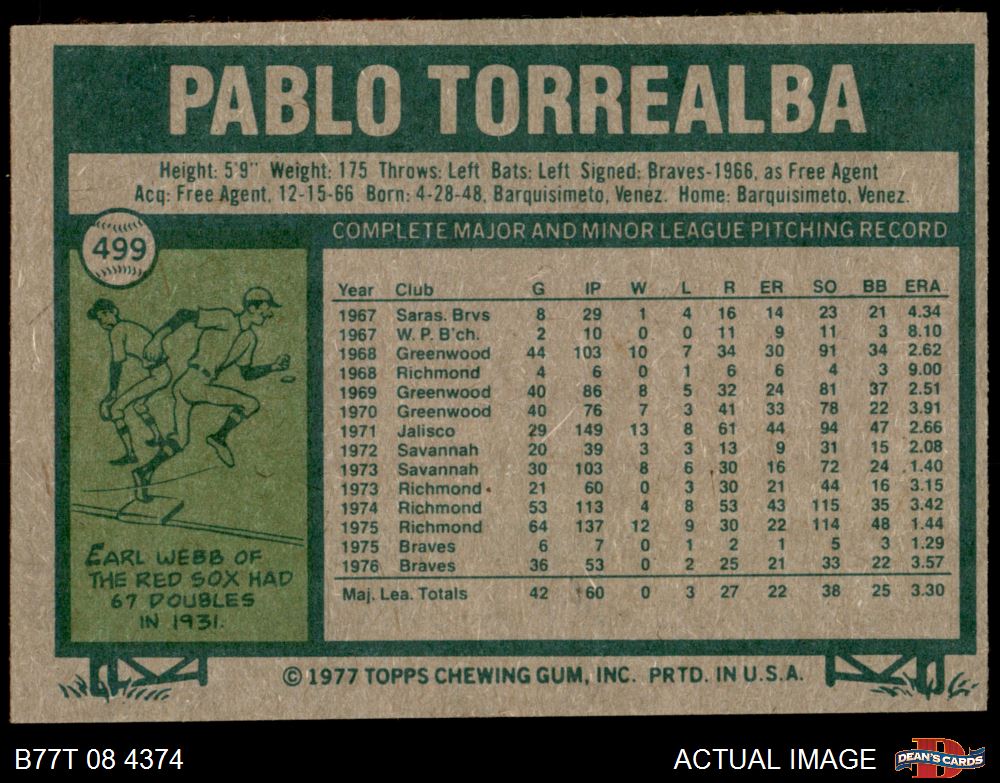 PABLO TORREALBA
Height: 5'9" Weight: 175 Throws: Left Bats: Left Signed: Braves-1966, as Free Agent
Acq: Free Agent, 12-15-66 Born: 4-28-48, Barquisimeto, Venez. Home: Barquisimeto, Venez.
499
COMPLETE MAJOR AND MINOR LEAGUE PITCHING RECORD
Year Club G IP W L R ER SO BB ERA
1967 Saras. Brvs 8 29 1 4 16 14 23 21 4.34
1967 W. P. B'ch. 2 10 0 0 11 9 11 3 8.10
1968 Greenwood 44 103 10 7 34 30 91 34 2.62
1968 Richmond 4 6 0 1 6 6 4 3 9.00
1969 Greenwood 40 86 8 5 32 24 81 37 2.51
1970 Greenwood 40 76 7 3 41 33 78 22 3.91
1971 Jalisco 29 149 13 8 61 44 94 47 2.66
1972 Savannah 20 39 3 3 13 9 31 15 2.08
1973 Savannah 30 103 8 6 30 16 72 24 1.40
1973 Richmond 21 60 0 3 30 21 44 16 3.15
1974 Richmond 53 113 4 8 53 43 115 35 3.42
1975 Richmond 64 137 12 9 30 22 114 48 1.44
1975 Braves 6 7 0 1 2 1 5 3 1.29
1976 Braves 36 53 0 2 25 21 33 22 3.57
Maj. Lea. Totals 42 60 0 3 27 22 38 25 3.30
EARL WEBB OF
THE RED SOX HAD
67 DOUBLES
IN 1931.
© 1977 TOPPS CHEWING GUM, INC. PRTD. IN U.S.A.
B77T 08 4374
ACTUAL IMAGE
D
DEAN'S CARDS